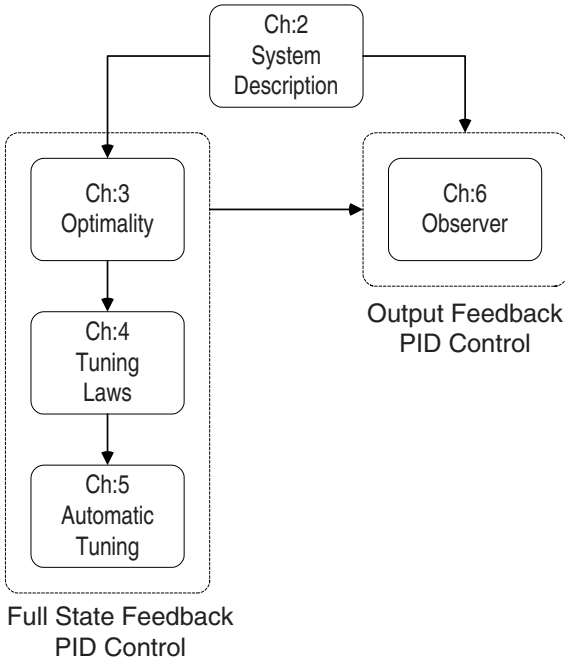 Ch:2
System
Description
Ch:3
Optimality
Ch:4
Tuning
Laws
Ch:5
Automatic
Tuning
Full State Feedback
PID Control
Ch:6
Observer
Output Feedback
PID Control